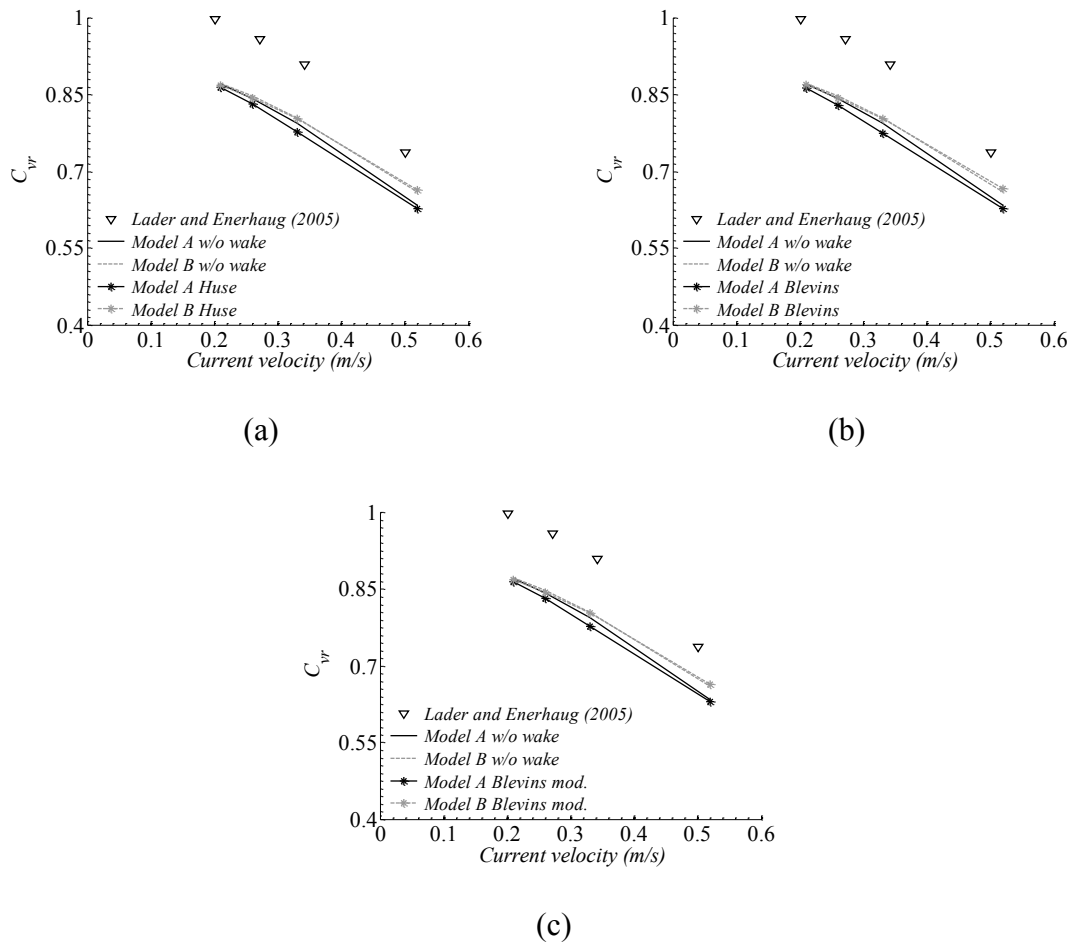 1
0.85
0.7
0.55
0.4
C_vr
Lader and Enerhaug (2005)
Model A w/o wake
Model B w/o wake
Model A Huse
Model B Huse
0 0.1 0.2 0.3 0.4 0.5 0.6
Current velocity (m/s)
(a)
1
0.85
0.7
0.55
0.4
C_vr
Lader and Enerhaug (2005)
Model A w/o wake
Model B w/o wake
Model A Blevins
Model B Blevins
0 0.1 0.2 0.3 0.4 0.5 0.6
Current velocity (m/s)
(b)
1
0.85
0.7
0.55
0.4
C_vr
Lader and Enerhaug (2005)
Model A w/o wake
Model B w/o wake
Model A Blevins mod.
Model B Blevins mod.
0 0.1 0.2 0.3 0.4 0.5 0.6
Current velocity (m/s)
(c)